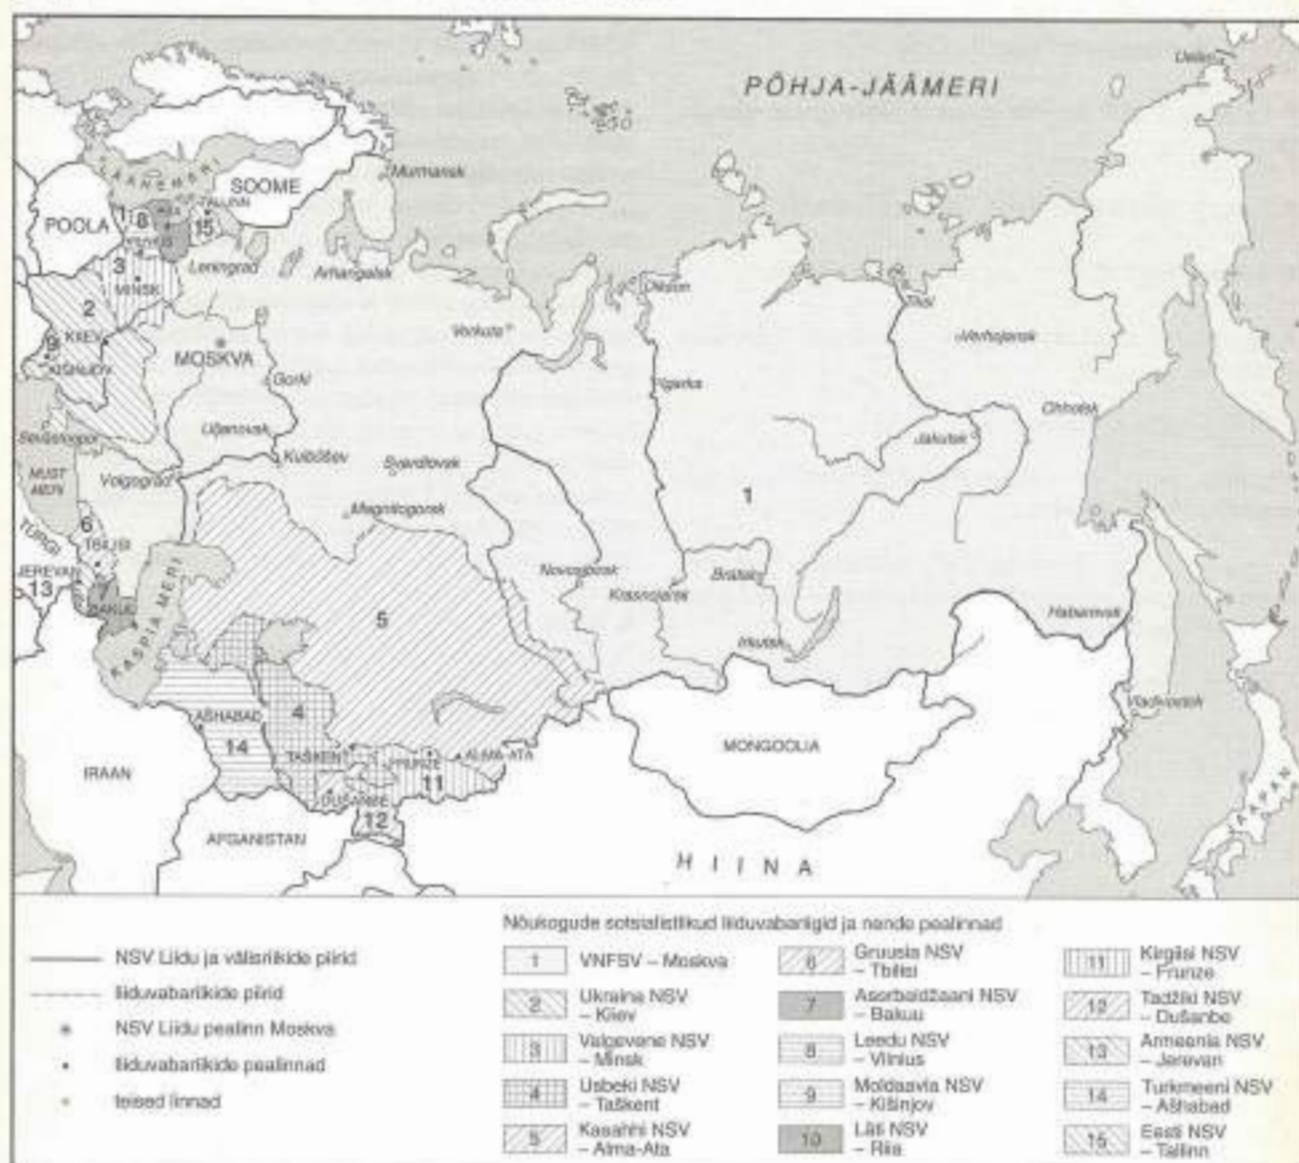 PÕHJA-JÄÄMERI
Uelen
Murmansk
LÄÄNEMERI
SOOME
TALLINN
POOLA
1
8
15
VILNIUS
3
MINSK
Leningrad
Arhangelsk
Dikson
Tiksi
2
Vorkuta
Verhojansk
9
KIIEV
MOSKVA
KIŠINJOV
Gorki
Igarka
Ohhotsk
Sevastoopol
Uljanovsk
Jakutsk
Kuibõšev
Sverdlovsk
MUST
MERI
Volgograd
1
Magnitogorsk
6
TÜRGI
TBILISI
JEREVAN
13
7
BAKUU
KASPIA MERI
Novosibirsk
Bratsk
Krasnojarsk
5
Habarovsk
Irkutsk
4
AŠHABAD
Vladivostok
14
TAŠKENT
FRUNZE
ALMA-ATA
MONGOOLIA
11
IRAAN
DUŠANBE
12
JAAPAN
AFGANISTAN
HIINA
NSV Liidu ja välisriikide piirid
liiduvabariikide piirid
NSV Liidu pealinn Moskva
liiduvabariikide pealinnad
teised linnad
Nõukogude sotsialistlikud liiduvabariigid ja nende pealinnad
1 VNFSV – Moskva
2 Ukraina NSV
– Kiiev
3 Valgevene NSV
– Minsk
4 Usbeki NSV
– Taškent
5 Kasahhi NSV
– Alma-Ata
6 Gruusia NSV
– Tbilisi
7 Aserbaidžaani NSV
– Bakuu
8 Leedu NSV
– Vilnius
9 Moldaavia NSV
– Kišinjov
10 Läti NSV
– Riia
11 Kirgiisi NSV
– Frunze
12 Tadžiki NSV
– Dušanbe
13 Armeenia NSV
– Jerevan
14 Turkmeeni NSV
– Ašhabad
15 Eesti NSV
– Tallinn